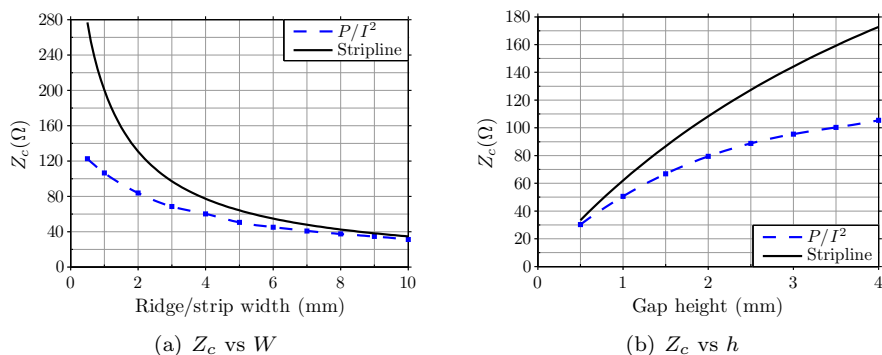 280
240
200
160
120
80
40
0
Z_c(Ω)
P/I^2
Stripline
0 2 4 6 8 10
Ridge/strip width (mm)
(a) Z_c vs W
180
160
140
120
100
80
60
40
20
0
Z_c(Ω)
P/I^2
Stripline
0 1 2 3 4
Gap height (mm)
(b) Z_c vs h